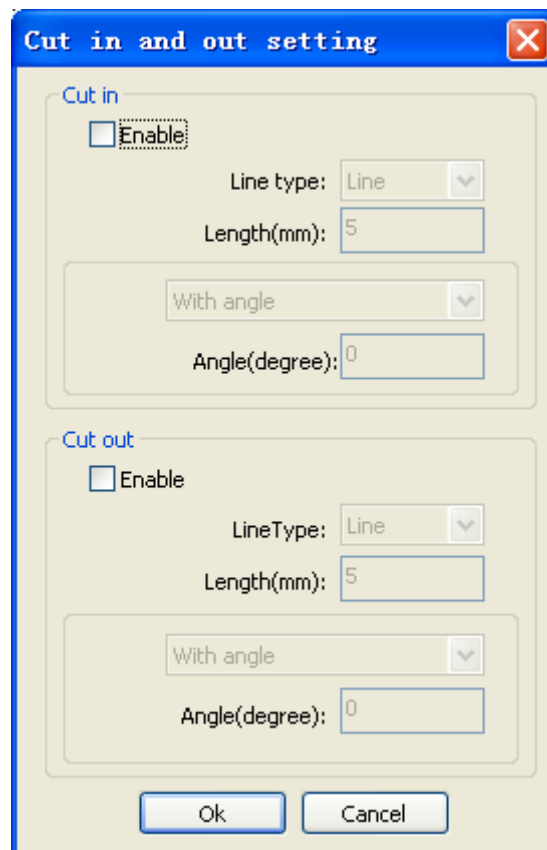 Cut in and out setting
Cut in
Enable
Line type: Line
Length(mm): 5
With angle
Angle(degree): 0
Cut out
Enable
LineType: Line
Length(mm): 5
With angle
Angle(degree): 0
Ok Cancel